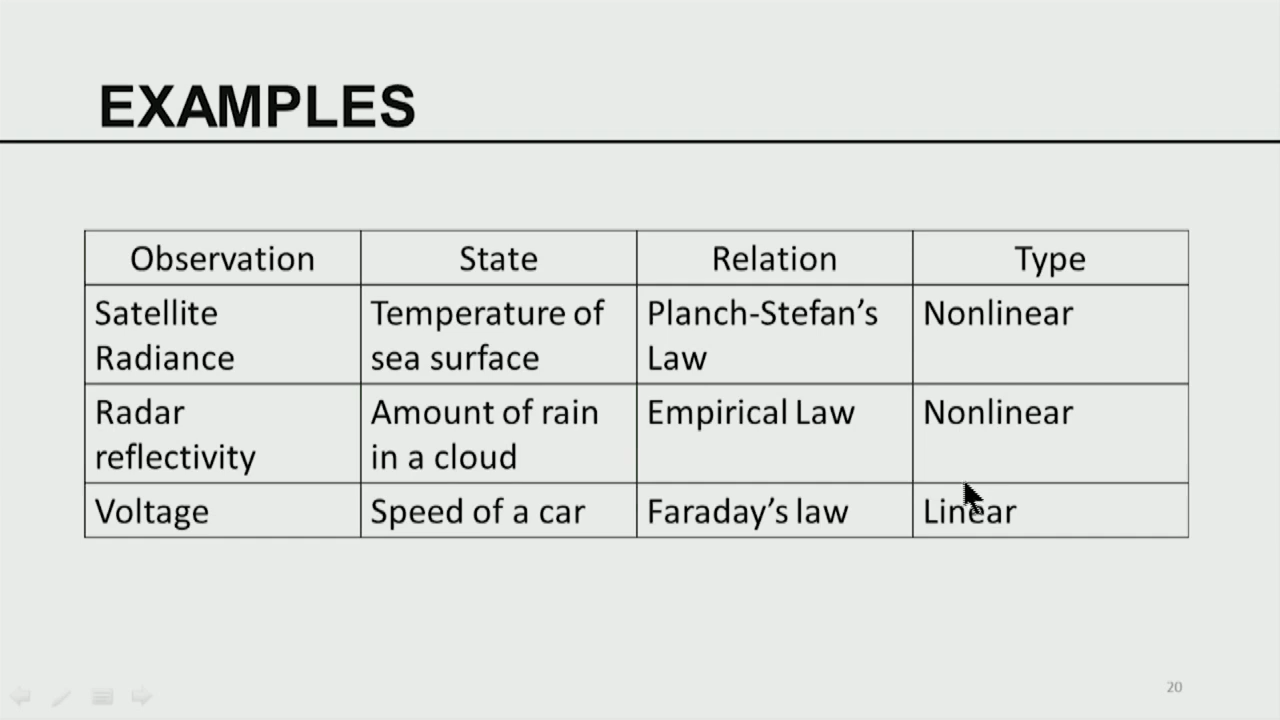 EXAMPLES
Observation State Relation Type
Satellite Radiance Temperature of sea surface Planch-Stefan's Law Nonlinear
Radar reflectivity Amount of rain in a cloud Empirical Law Nonlinear
Voltage Speed of a car Faraday's law Linear
20